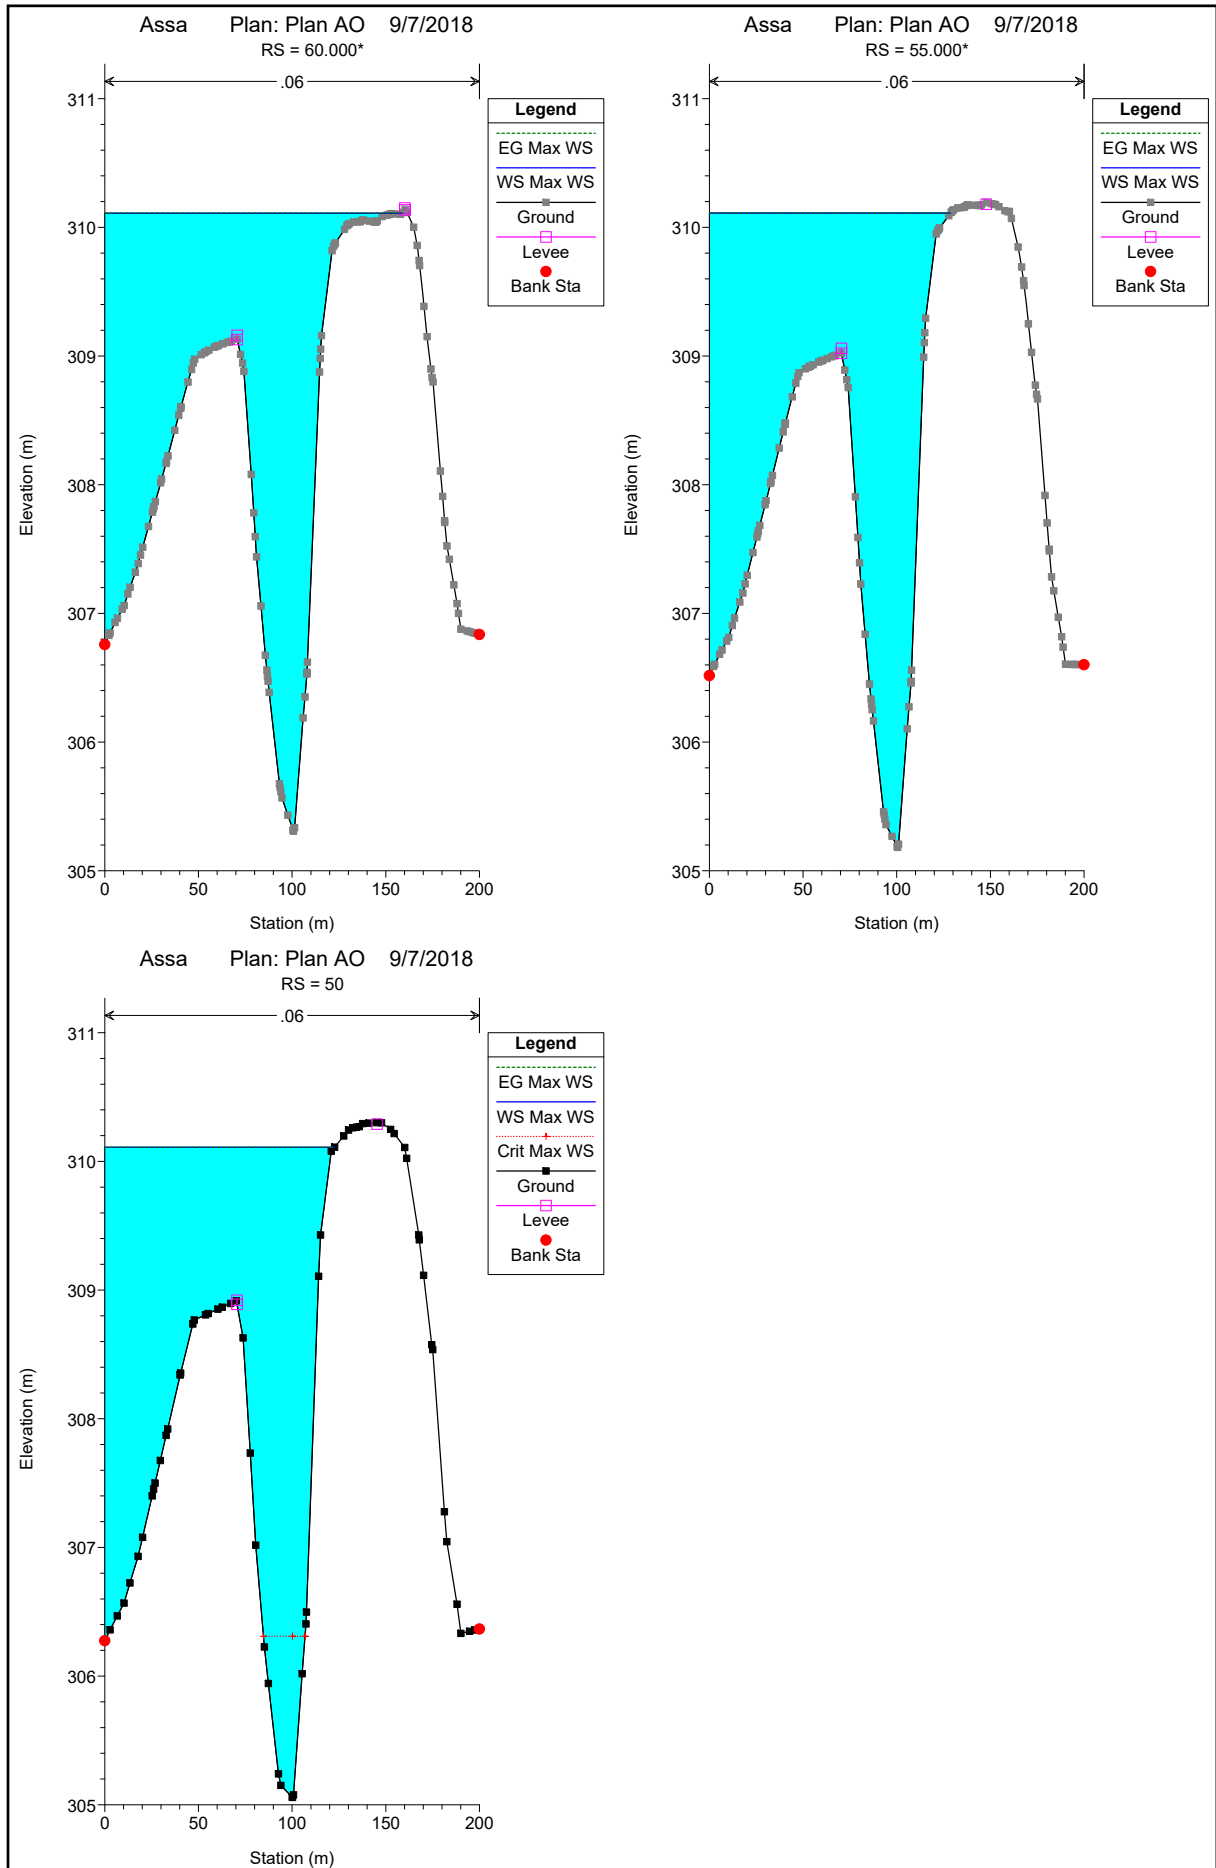 Assa Plan: Plan AO 9/7/2018
RS = 60.000*
.06
311
310
309
308
307
306
305
Elevation (m)
0 50 100 150 200
Station (m)
Legend
EG Max WS
WS Max WS
Ground
Levee
Bank Sta
Assa Plan: Plan AO 9/7/2018
RS = 55.000*
.06
311
310
309
308
307
306
305
Elevation (m)
0 50 100 150 200
Station (m)
Legend
EG Max WS
WS Max WS
Ground
Levee
Bank Sta
Assa Plan: Plan AO 9/7/2018
RS = 50
.06
311
310
309
308
307
306
305
Elevation (m)
0 50 100 150 200
Station (m)
Legend
EG Max WS
WS Max WS
Crit Max WS
Ground
Levee
Bank Sta